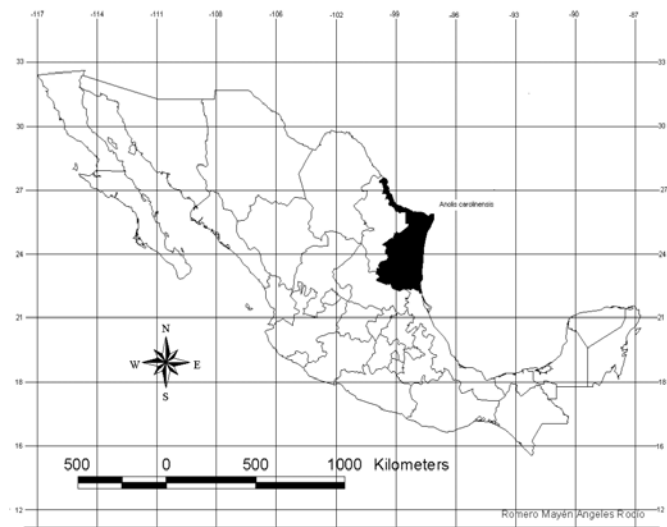 -117 -114 -111 -108 -105 -102 -99 -96 -93 -90 -87
33 33
30 30
27 27
Anolis carolinensis
24 24
21 21
N
W E
S
18 18
16 16
500 0 500 1000 Kilometers
14 14
12 12
Romero Mayén Angeles Rocío